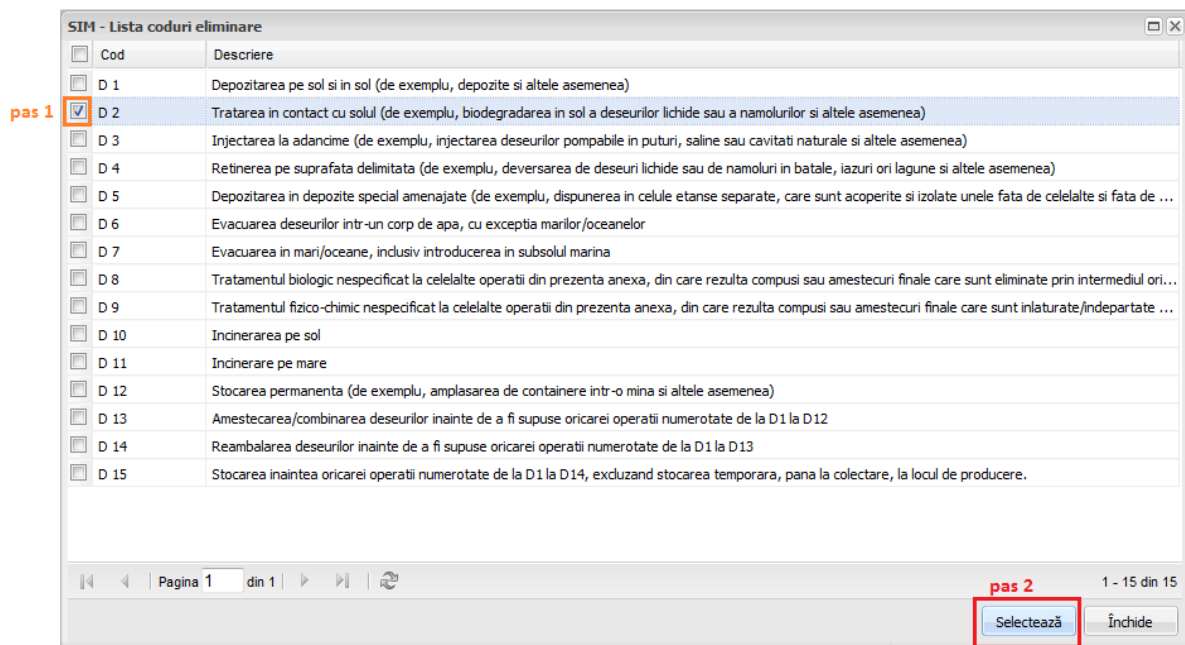 SIM - Lista coduri eliminare
Cod Descriere
D 1 Depozitarea pe sol si in sol (de exemplu, depozite si altele asemenea)
pas 1 D 2 Tratarea in contact cu solul (de exemplu, biodegradarea in sol a deseurilor lichide sau a namolurilor si altele asemenea)
D 3 Injectarea la adancime (de exemplu, injectarea deseurilor pompabile in puturi, saline sau cavitati naturale si altele asemenea)
D 4 Retinerea pe suprafata delimitata (de exemplu, deversarea de deseuri lichide sau de namoluri in batale, iazuri ori lagune si altele asemenea)
D 5 Depozitarea in depozite special amenajate (de exemplu, dispunerea in celule etanse separate, care sunt acoperite si izolate unele fata de celelalte si fata de ...
D 6 Evacuarea deseurilor intr-un corp de apa, cu exceptia marilor/oceanelor
D 7 Evacuarea in mari/oceane, inclusiv introducerea in subsolul marina
D 8 Tratamentul biologic nespecificat la celelalte operatii din prezenta anexa, din care rezulta compusi sau amestecuri finale care sunt eliminate prin intermediul ori...
D 9 Tratamentul fizico-chimic nespecificat la celelalte operatii din prezenta anexa, din care rezulta compusi sau amestecuri finale care sunt inlaturate/indepartate ...
D 10 Incinerarea pe sol
D 11 Incinerare pe mare
D 12 Stocarea permanenta (de exemplu, amplasarea de containere intr-o mina si altele asemenea)
D 13 Amestecarea/combinarea deseurilor inainte de a fi supuse oricarei operatii numerotate de la D1 la D12
D 14 Reambalarea deseurilor inainte de a fi supuse oricarei operatii numerotate de la D1 la D13
D 15 Stocarea inaintea oricarei operatii numerotate de la D1 la D14, excluzand stocarea temporara, pana la colectare, la locul de producere.
Pagina 1 din 1
pas 2
1 - 15 din 15
Selectează Închide